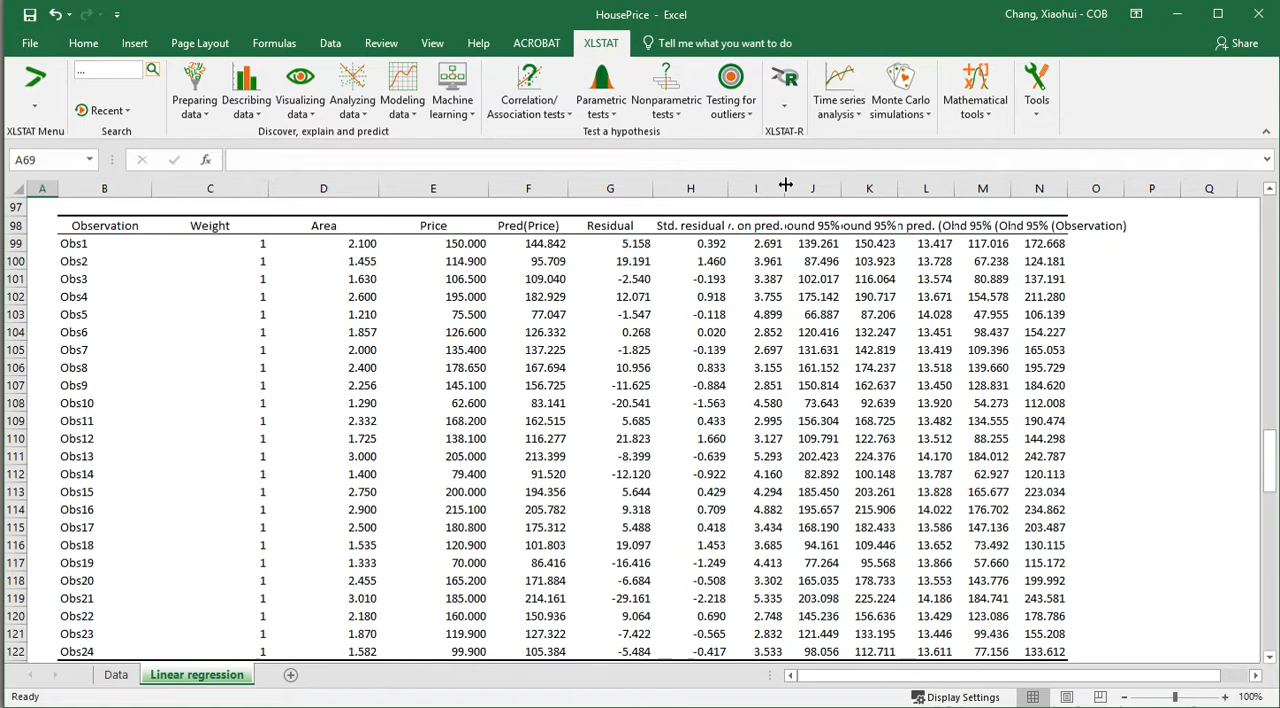 HousePrice - Excel
Chang, Xiaohui - COB
File Home Insert Page Layout Formulas Data Review View Help ACROBAT XLSTAT Tell me what you want to do Share
...
Recent
Preparing data
Describing data
Visualizing data
Analyzing data
Modeling data
Machine learning
Correlation/ Association tests
Parametric tests
Nonparametric tests
Testing for outliers
R
Time series analysis
Monte Carlo simulations
Mathematical tools
Tools
XLSTAT Menu Search Discover, explain and predict Test a hypothesis XLSTAT-R
A69 fx
A B C D E F G H I J K L M N O P Q
97
98 Observation Weight Area Price Pred(Price) Residual Std. residual . on pred. ound 95% ound 95% n pred. (Ol nd 95% (Ol nd 95% (Observation)
99 Obs1 1 2.100 150.000 144.842 5.158 0.392 2.691 139.261 150.423 13.417 117.016 172.668
100 Obs2 1 1.455 114.900 95.709 19.191 1.460 3.961 87.496 103.923 13.728 67.238 124.181
101 Obs3 1 1.630 106.500 109.040 -2.540 -0.193 3.387 102.017 116.064 13.574 80.889 137.191
102 Obs4 1 2.600 195.000 182.929 12.071 0.918 3.755 175.142 190.717 13.671 154.578 211.280
103 Obs5 1 1.210 75.500 77.047 -1.547 -0.118 4.899 66.887 87.206 14.028 47.955 106.139
104 Obs6 1 1.857 126.600 126.332 0.268 0.020 2.852 120.416 132.247 13.451 98.437 154.227
105 Obs7 1 2.000 135.400 137.225 -1.825 -0.139 2.697 131.631 142.819 13.419 109.396 165.053
106 Obs8 1 2.400 178.650 167.694 10.956 0.833 3.155 161.152 174.237 13.518 139.660 195.729
107 Obs9 1 2.256 145.100 156.725 -11.625 -0.884 2.851 150.814 162.637 13.450 128.831 184.620
108 Obs10 1 1.290 62.600 83.141 -20.541 -1.563 4.580 73.643 92.639 13.920 54.273 112.008
109 Obs11 1 2.332 168.200 162.515 5.685 0.433 2.995 156.304 168.725 13.482 134.555 190.474
110 Obs12 1 1.725 138.100 116.277 21.823 1.660 3.127 109.791 122.763 13.512 88.255 144.298
111 Obs13 1 3.000 205.000 213.399 -8.399 -0.639 5.293 202.423 224.376 14.170 184.012 242.787
112 Obs14 1 1.400 79.400 91.520 -12.120 -0.922 4.160 82.892 100.148 13.787 62.927 120.113
113 Obs15 1 2.750 200.000 194.356 5.644 0.429 4.294 185.450 203.261 13.828 165.677 223.034
114 Obs16 1 2.900 215.100 205.782 9.318 0.709 4.882 195.657 215.906 14.022 176.702 234.862
115 Obs17 1 2.500 180.800 175.312 5.488 0.418 3.434 168.190 182.433 13.586 147.136 203.487
116 Obs18 1 1.535 120.900 101.803 19.097 1.453 3.685 94.161 109.446 13.652 73.492 130.115
117 Obs19 1 1.333 70.000 86.416 -16.416 -1.249 4.413 77.264 95.568 13.866 57.660 115.172
118 Obs20 1 2.455 165.200 171.884 -6.684 -0.508 3.302 165.035 178.733 13.553 143.776 199.992
119 Obs21 1 3.010 185.000 214.161 -29.161 -2.218 5.335 203.098 225.224 14.186 184.741 243.581
120 Obs22 1 2.180 160.000 150.936 9.064 0.690 2.748 145.236 156.636 13.429 123.086 178.786
121 Obs23 1 1.870 119.900 127.322 -7.422 -0.565 2.832 121.449 133.195 13.446 99.436 155.208
122 Obs24 1 1.582 99.900 105.384 -5.484 -0.417 3.533 98.056 112.711 13.611 77.156 133.612
Data Linear regression
Ready Display Settings 100%